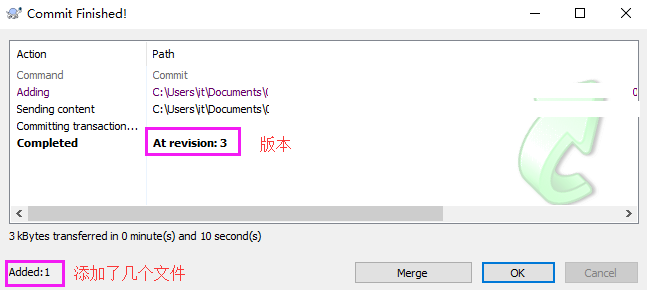 Commit Finished!
Action Path
Command Commit
Adding C:\Users\it\Documents\
Sending content C:\Users\it\Documents\
Committing transaction...
Completed At revision: 3 版本
3 kBytes transferred in 0 minute(s) and 10 second(s)
Added:1 添加了几个文件 Merge OK Cancel